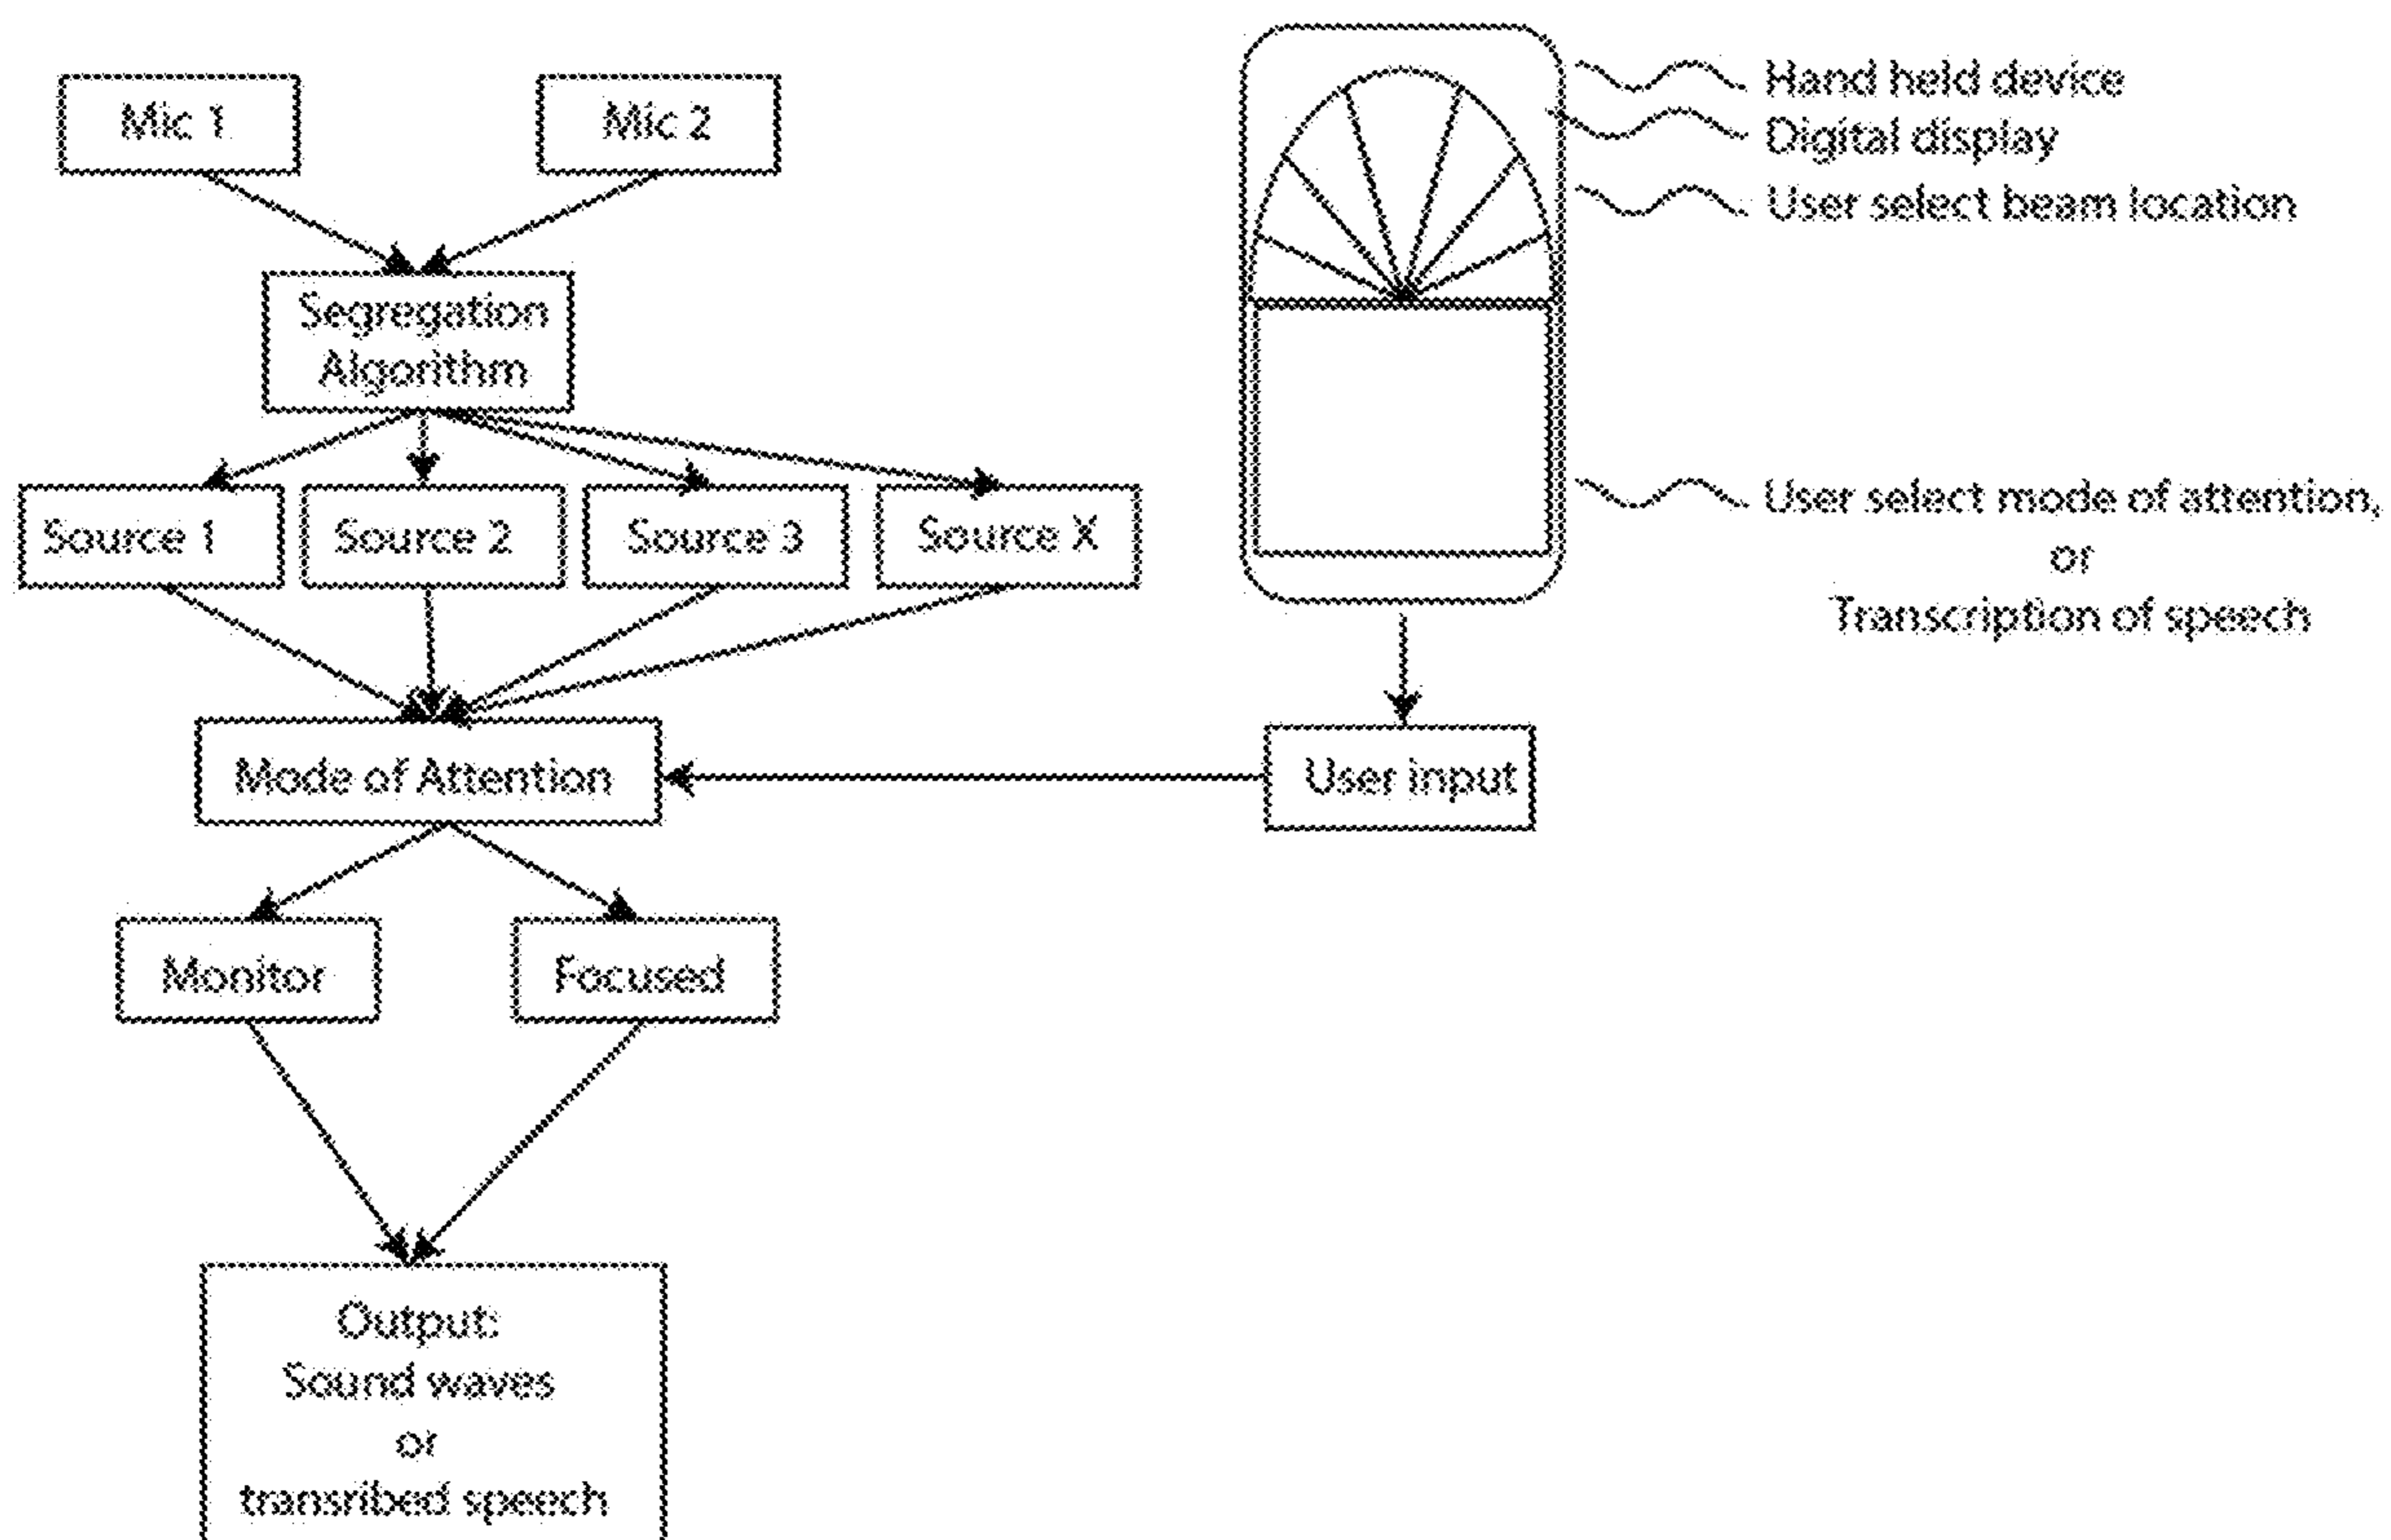 Mic 1
Mic 2
Segregation
Algorithm
Source 1
Source 2
Source 3
Source X
Mode of Attention
Monitor
Focused
Output:
Sound waves
or
transribed speech
Hand held device
Digital display
User select beam location
User select mode of attention,
or
Transcription of speech
User input